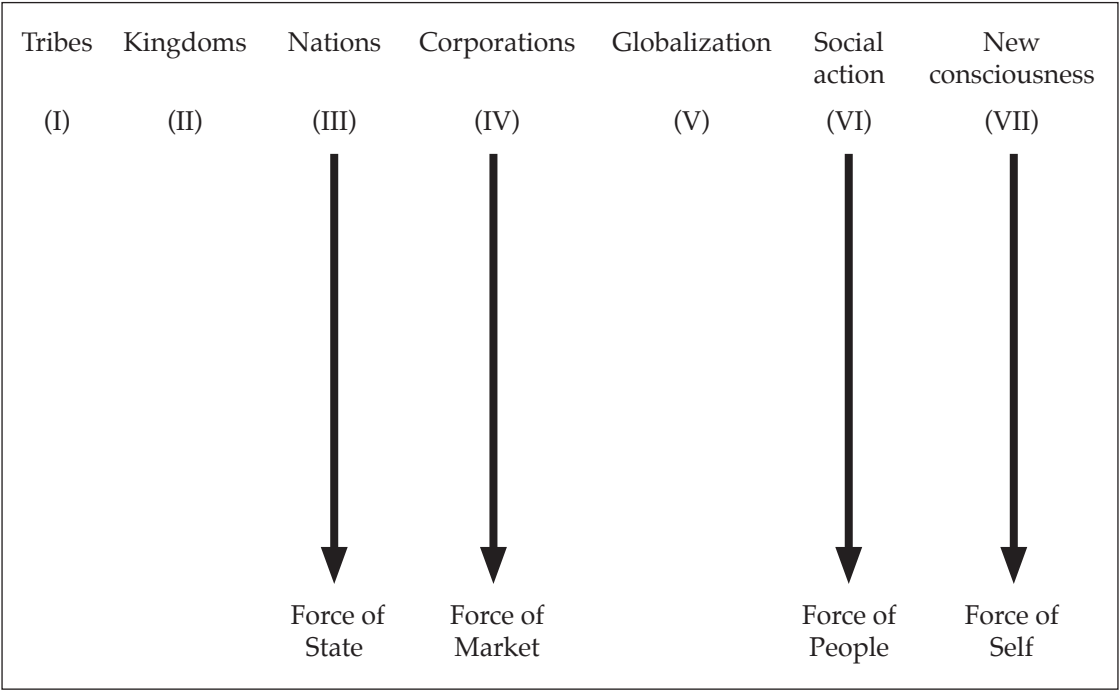 Tribes Kingdoms Nations Corporations Globalization Social action New consciousness
(I) (II) (III) (IV) (V) (VI) (VII)
Force of State Force of Market Force of People Force of Self